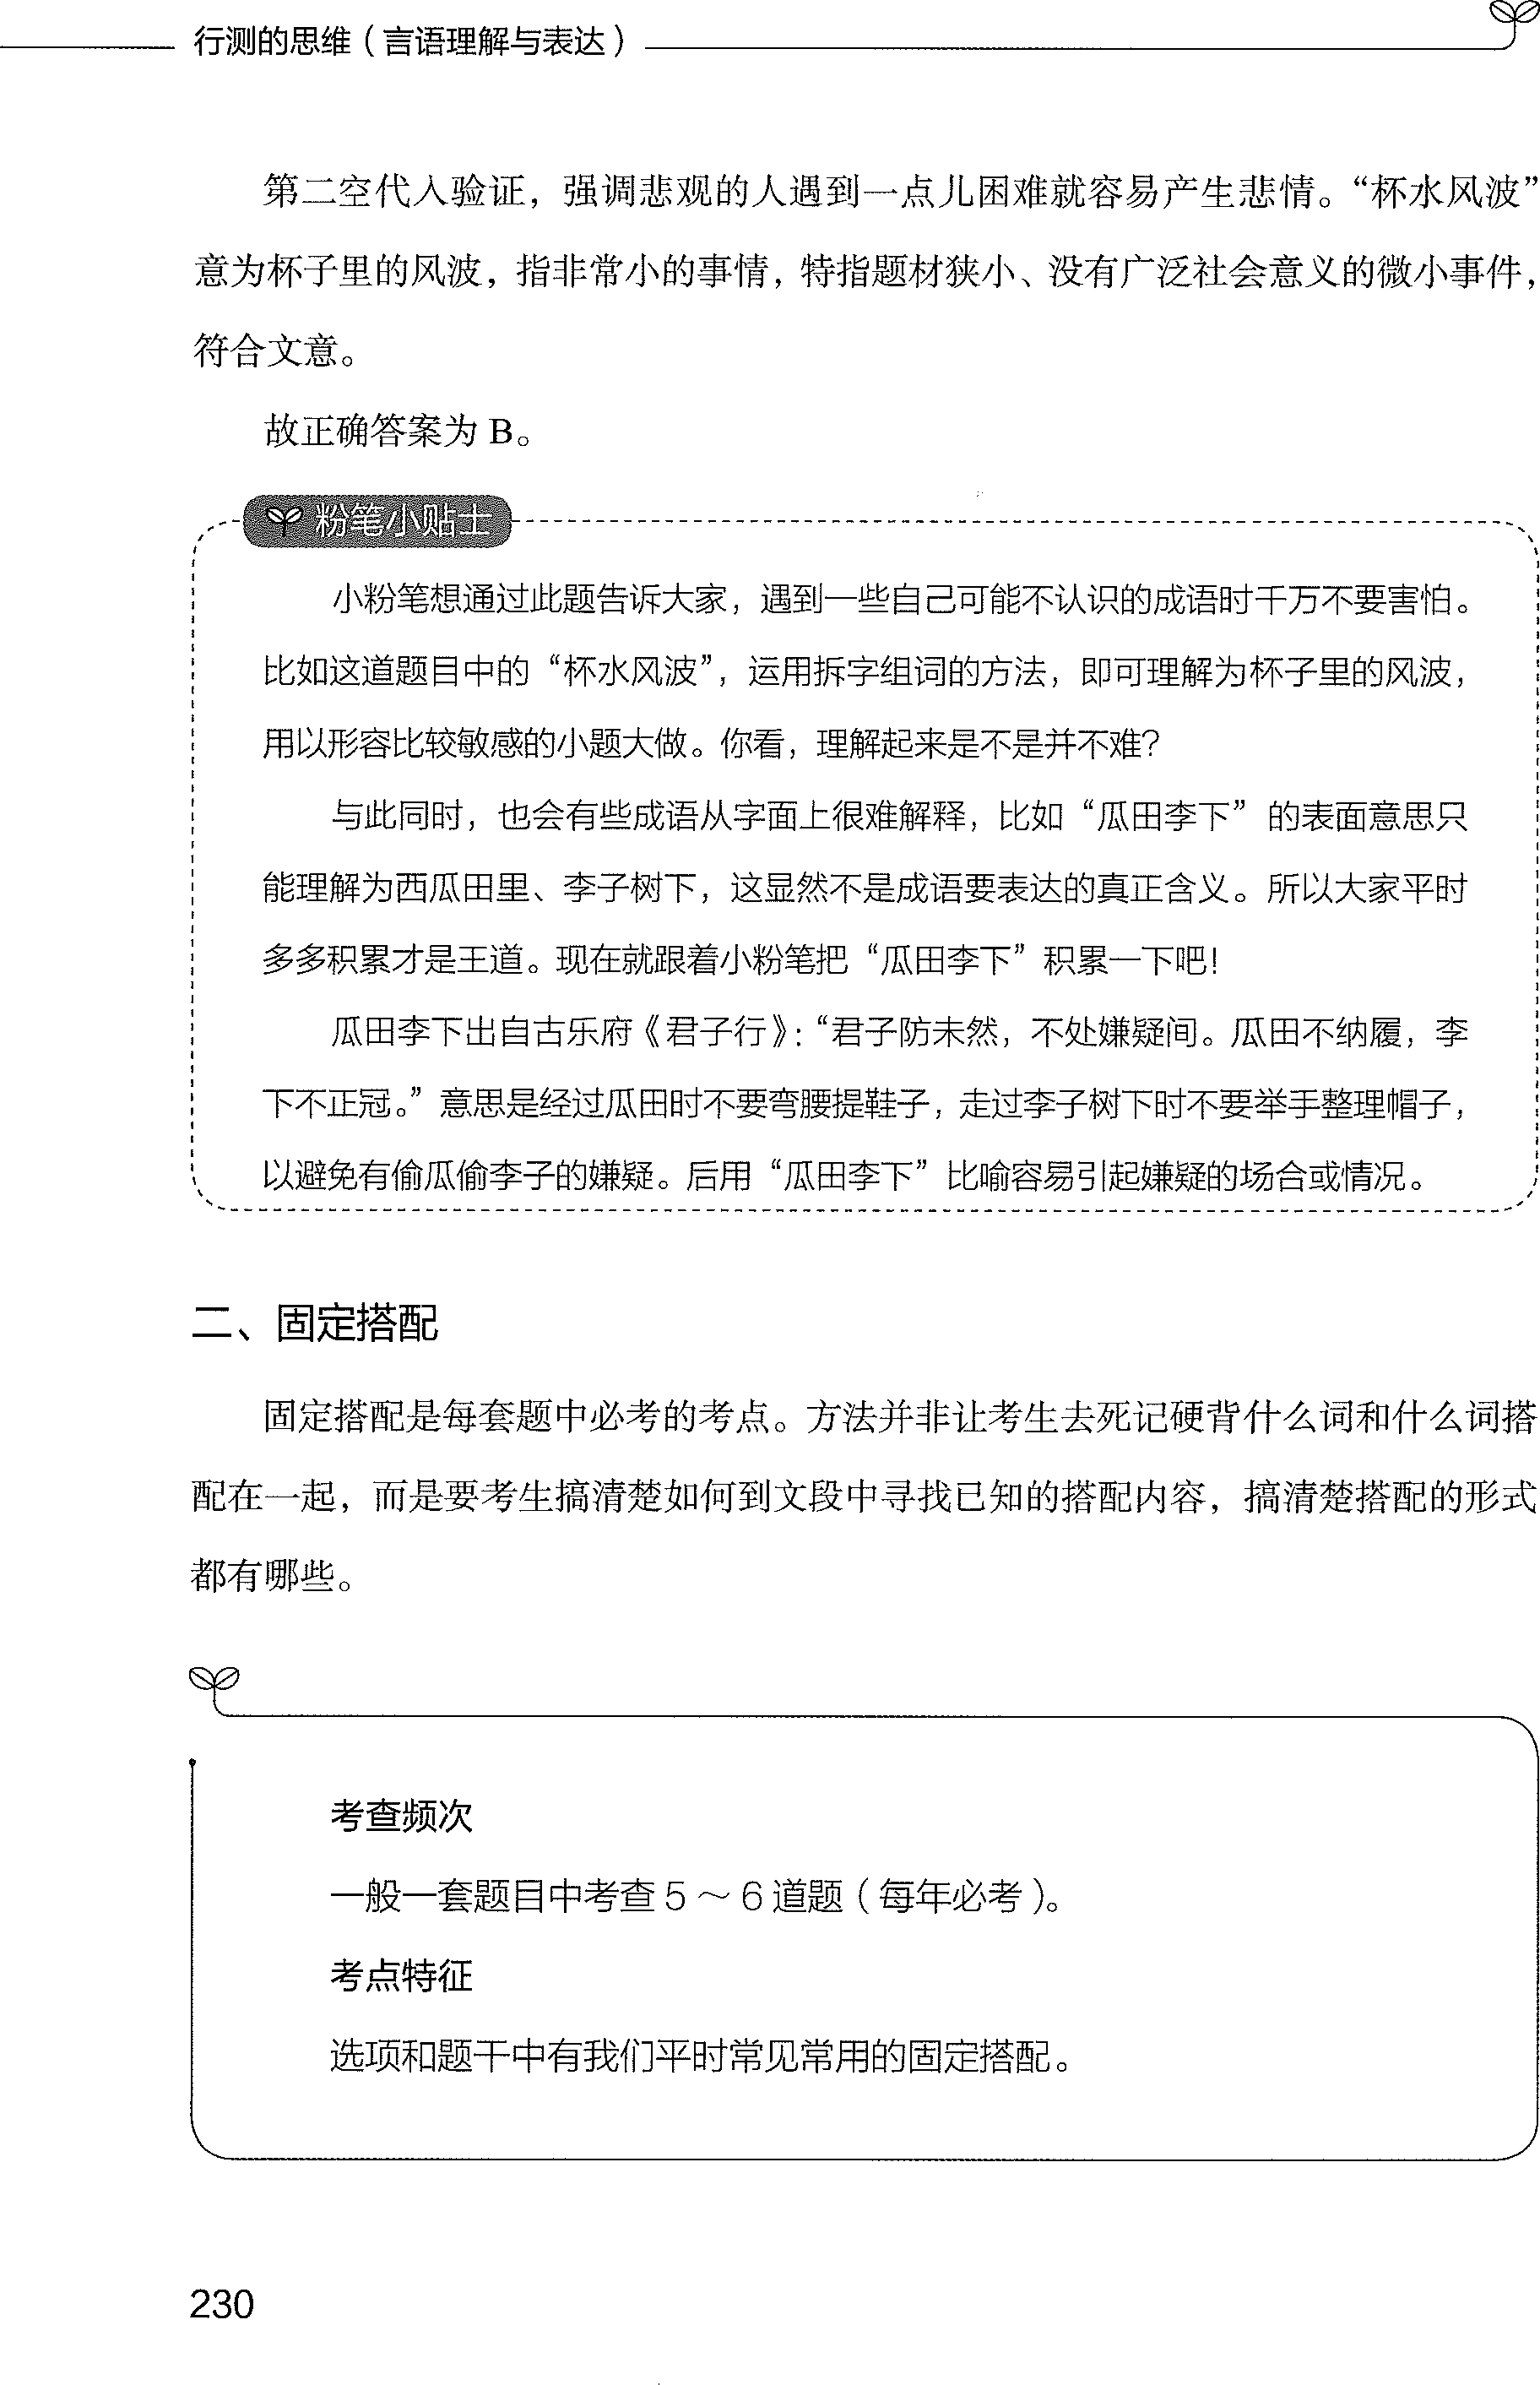 行测的思维（言语理解与表达）
第二空代入验证，强调悲观的人遇到一点儿困难就容易产生悲情。“杯水风波”
意为杯子里的风波，指非常小的事情，特指题材狭小、没有广泛社会意义的微小事件，
符合文意。
故正确答案为 B。
粉笔小贴士
小粉笔想通过此题告诉大家，遇到一些自己可能不认识的成语时千万不要害怕。
比如这道题目中的“杯水风波”，运用拆字组词的方法，即可理解为杯子里的风波，
用以形容比较敏感的小题大做。你看，理解起来是不是并不难？
与此同时，也会有些成语从字面上很难解释，比如“瓜田李下”的表面意思只
能理解为西瓜田里、李子树下，这显然不是成语要表达的真正含义。所以大家平时
多多积累才是王道。现在就跟着小粉笔把“瓜田李下”积累一下吧！
瓜田李下出自古乐府《君子行》：“君子防未然，不处嫌疑间。瓜田不纳履，李
下不正冠。”意思是经过瓜田时不要弯腰提鞋子，走过李子树下时不要举手整理帽子，
以避免有偷瓜偷李子的嫌疑。后用“瓜田李下”比喻容易引起嫌疑的场合或情况。
二、固定搭配
固定搭配是每套题中必考的考点。方法并非让考生去死记硬背什么词和什么词搭
配在一起，而是要考生搞清楚如何到文段中寻找已知的搭配内容，搞清楚搭配的形式
都有哪些。
考查频次
一般一套题目中考查 5 ～ 6 道题（每年必考）。
考点特征
选项和题干中有我们平时常见常用的固定搭配。
230